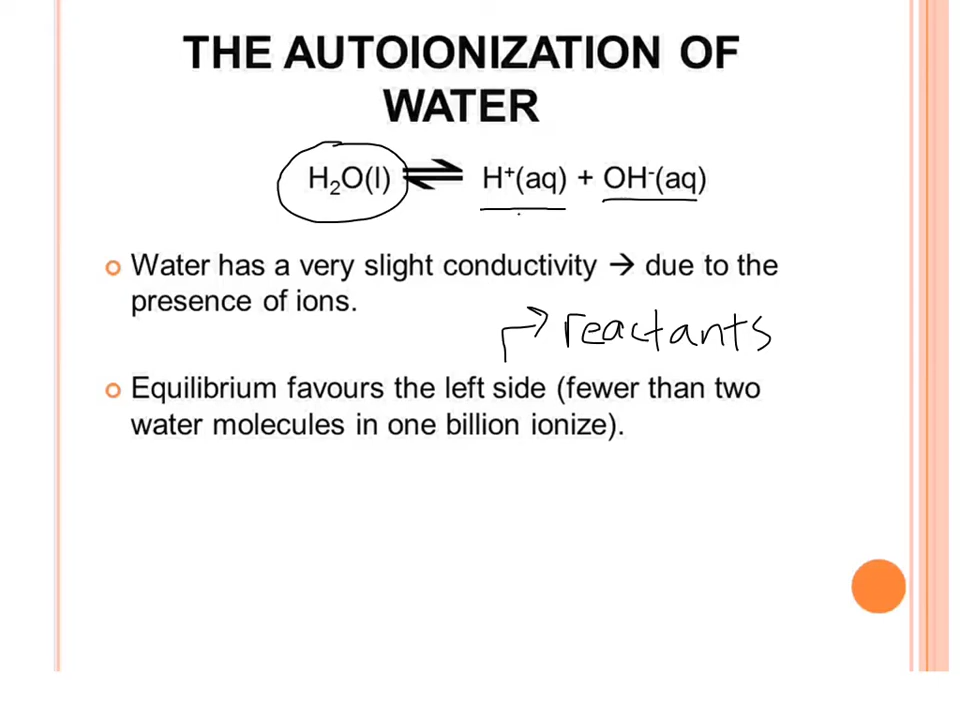 THE AUTOIONIZATION OF
WATER
H₂O(l) ⇌ H⁺(aq) + OH⁻(aq)
Water has a very slight conductivity → due to the
presence of ions.
reactants
Equilibrium favours the left side (fewer than two
water molecules in one billion ionize).